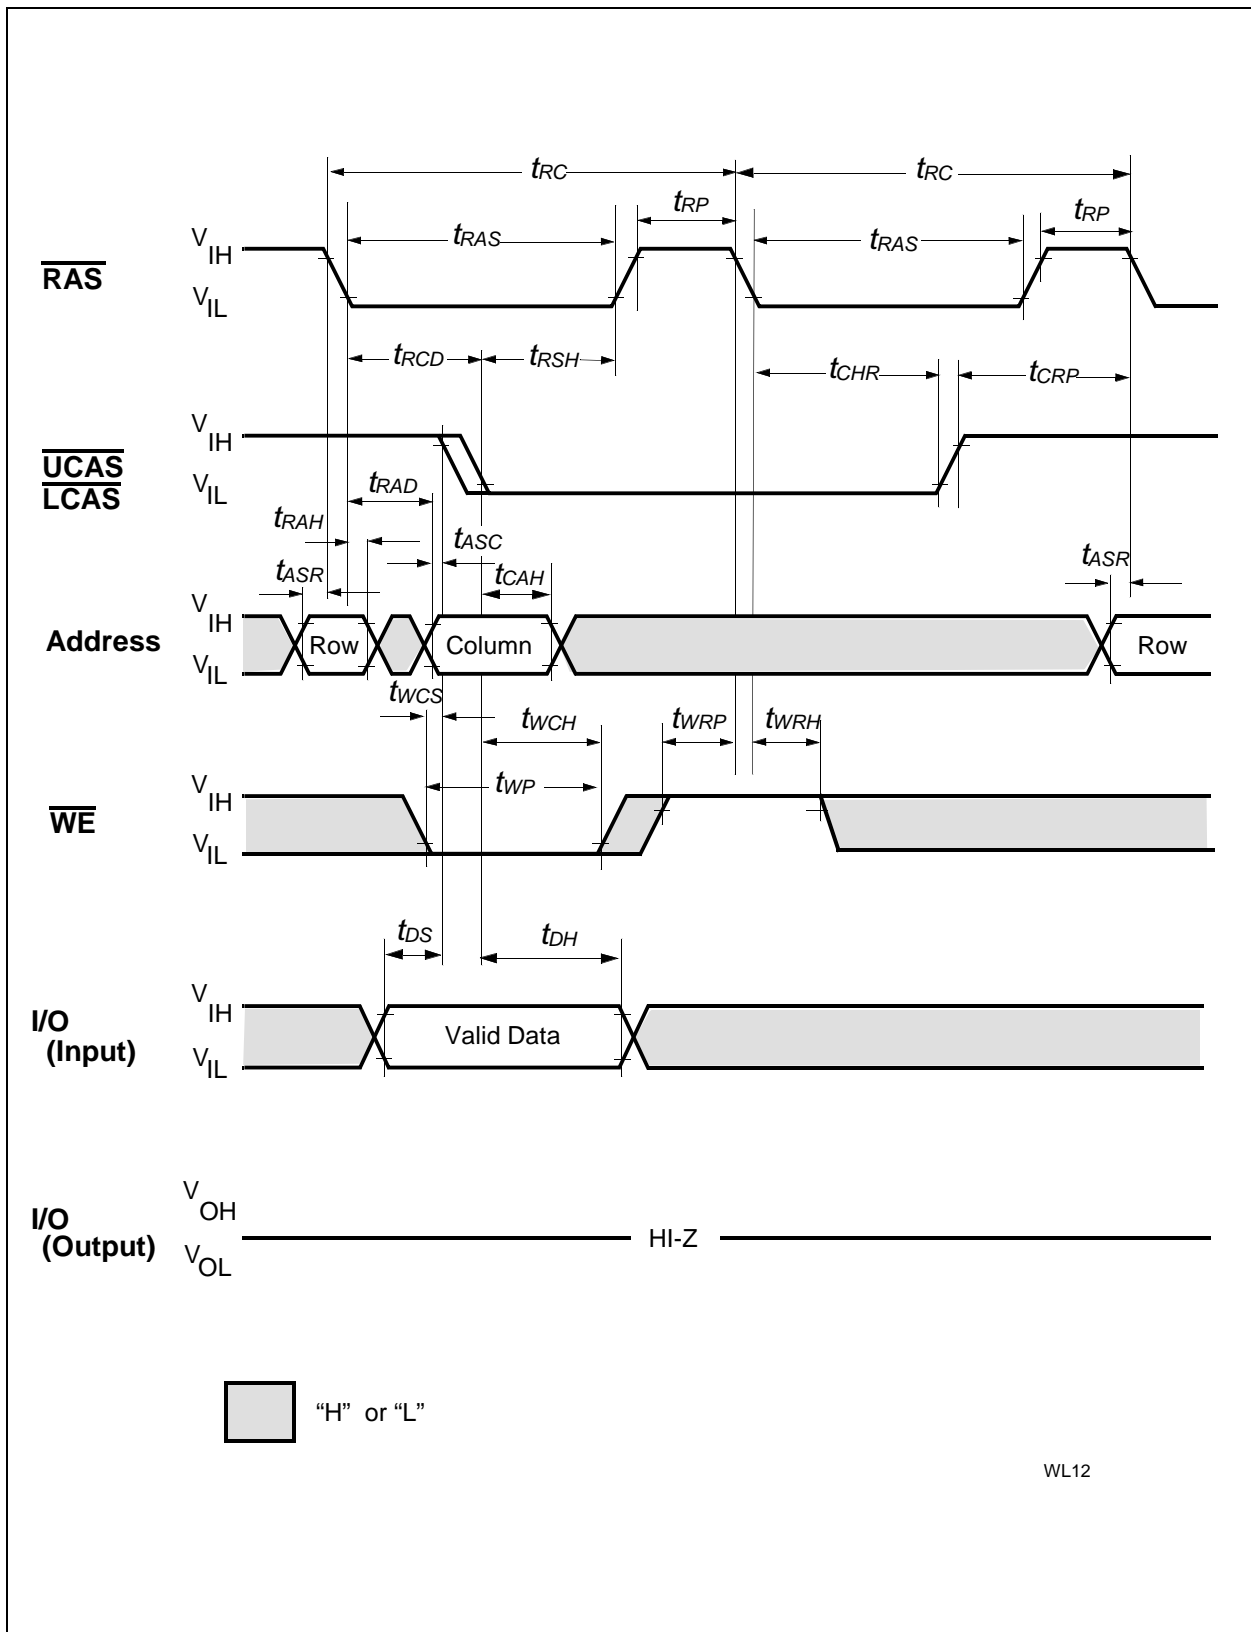 tRC tRC
tRP tRP
tRAS tRAS
RAS VIH
VIL
tRCD tRSH tCHR tCRP
UCAS
LCAS VIH
VIL
tRAD
tRAH
tASC
tASR tCAH tASR
Address VIH
VIL
Row Column Row
tWCS
tWCH tWRP tWRH
tWP
WE VIH
VIL
tDS tDH
I/O
(Input) VIH
VIL
Valid Data
I/O
(Output) VOH
VOL
HI-Z
“H” or “L”
WL12